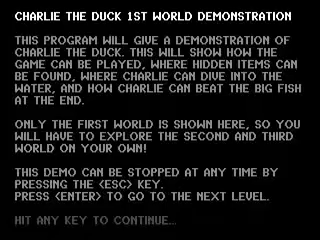 CHARLIE THE DUCK 1ST WORLD DEMONSTRATION
THIS PROGRAM WILL GIVE A DEMONSTRATION OF
CHARLIE THE DUCK. THIS WILL SHOW HOW THE
GAME CAN BE PLAYED, WHERE HIDDEN ITEMS CAN
BE FOUND, WHERE CHARLIE CAN DIVE INTO THE
WATER, AND HOW CHARLIE CAN BEAT THE BIG FISH
AT THE END.
ONLY THE FIRST WORLD IS SHOWN HERE, SO YOU
WILL HAVE TO EXPLORE THE SECOND AND THIRD
WORLD ON YOUR OWN!
THIS DEMO CAN BE STOPPED AT ANY TIME BY
PRESSING THE <ESC> KEY.
PRESS <ENTER> TO GO TO THE NEXT LEVEL.
HIT ANY KEY TO CONTINUE...